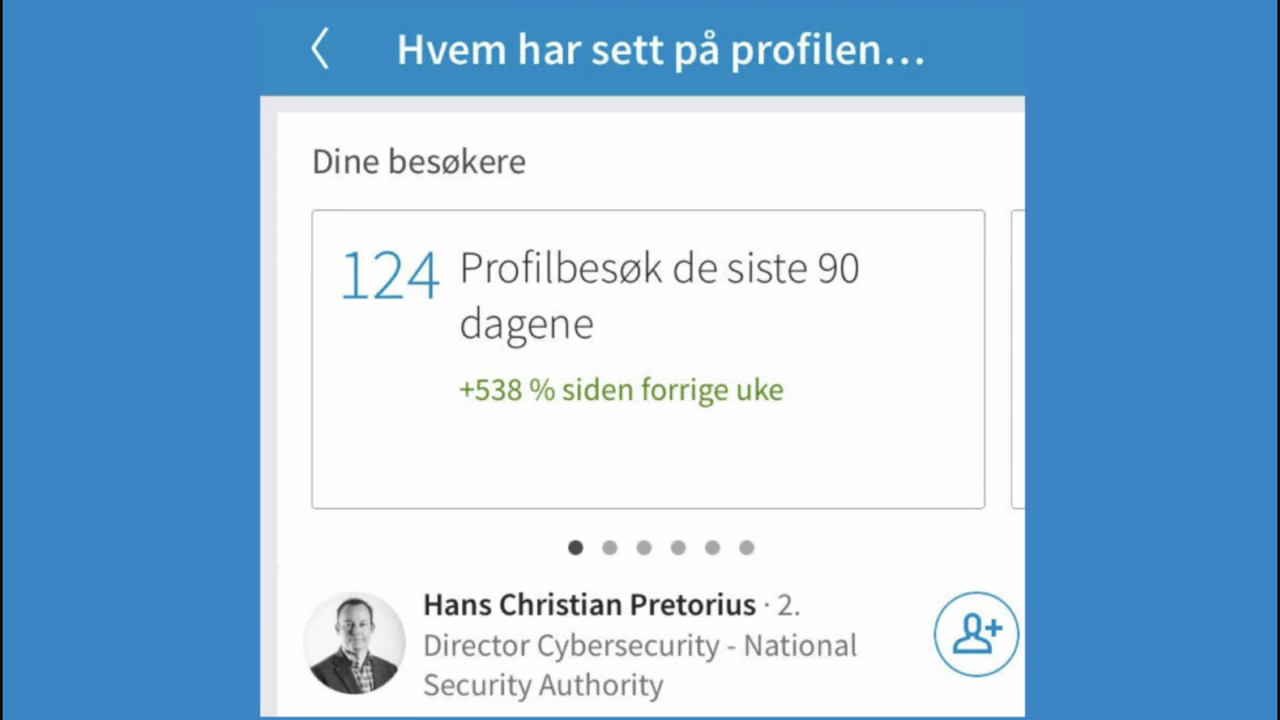 Hvem har sett på profilen...
Dine besøkere
124 Profilbesøk de siste 90
dagene
+538 % siden forrige uke
Hans Christian Pretorius · 2.
Director Cybersecurity - National
Security Authority